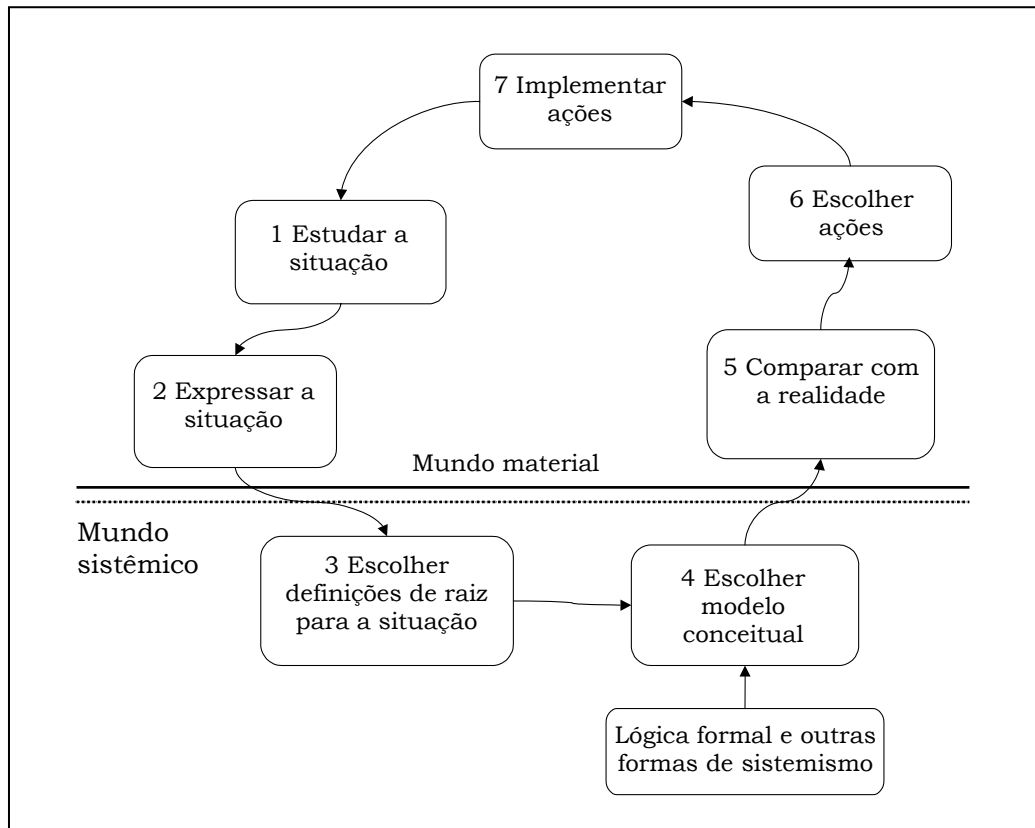 7 Implementar
ações
6 Escolher
ações
1 Estudar a
situação
2 Expressar a
situação
5 Comparar com
a realidade
Mundo material
Mundo
sistêmico
3 Escolher
definições de raiz
para a situação
4 Escolher
modelo
conceitual
Lógica formal e outras
formas de sistemismo